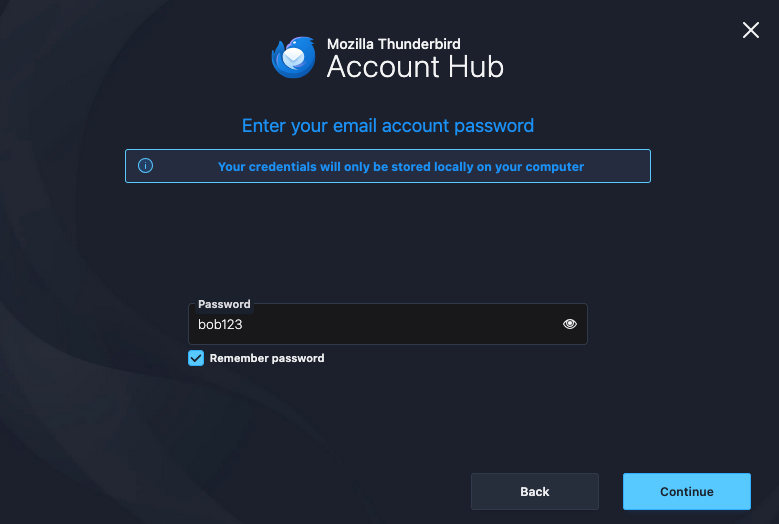 Mozilla Thunderbird
Account Hub
Enter your email account password
Your credentials will only be stored locally on your computer
Password
bob123
Remember password
Back
Continue